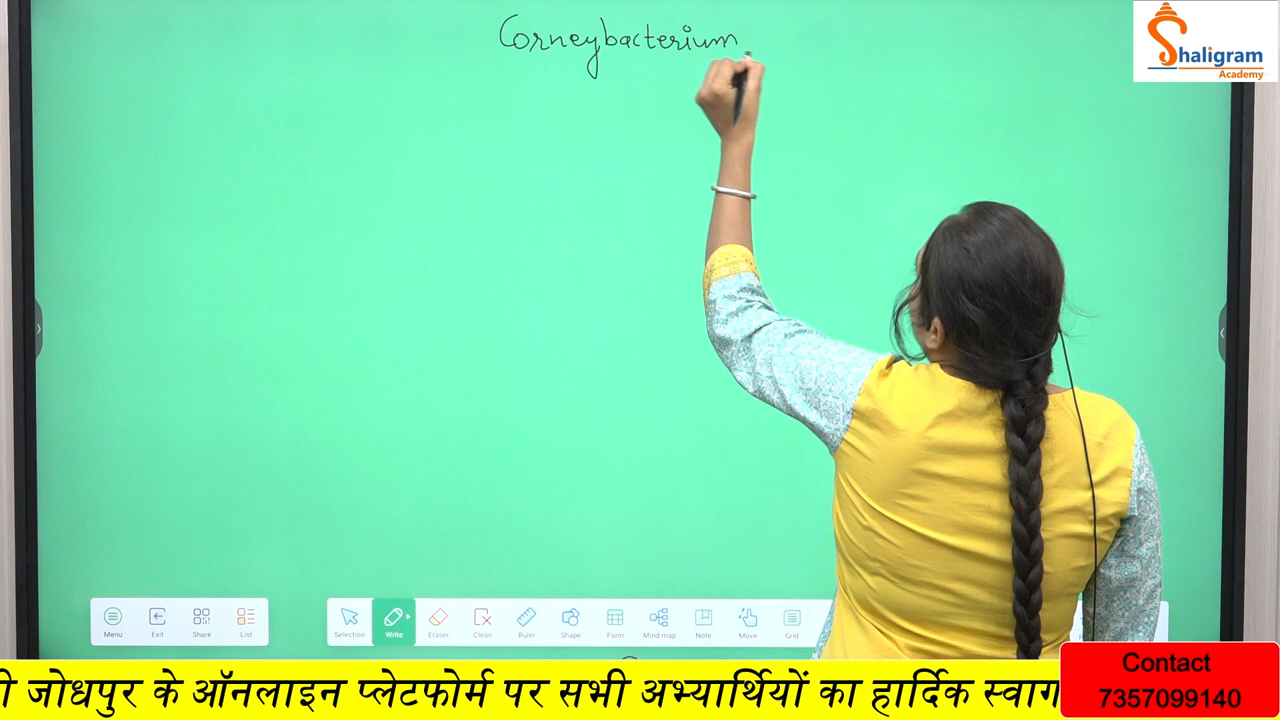 Corneybacterium
Shaligram
Academy
Menu
Exit
Share
List
Selection
Write
Eraser
Clean
Ruler
Shape
Form
Mind map
Note
Move
Grid
ी जोधपुर के ऑनलाइन प्लेटफोर्म पर सभी अभ्यार्थियों का हार्दिक स्वाग
Contact
7357099140